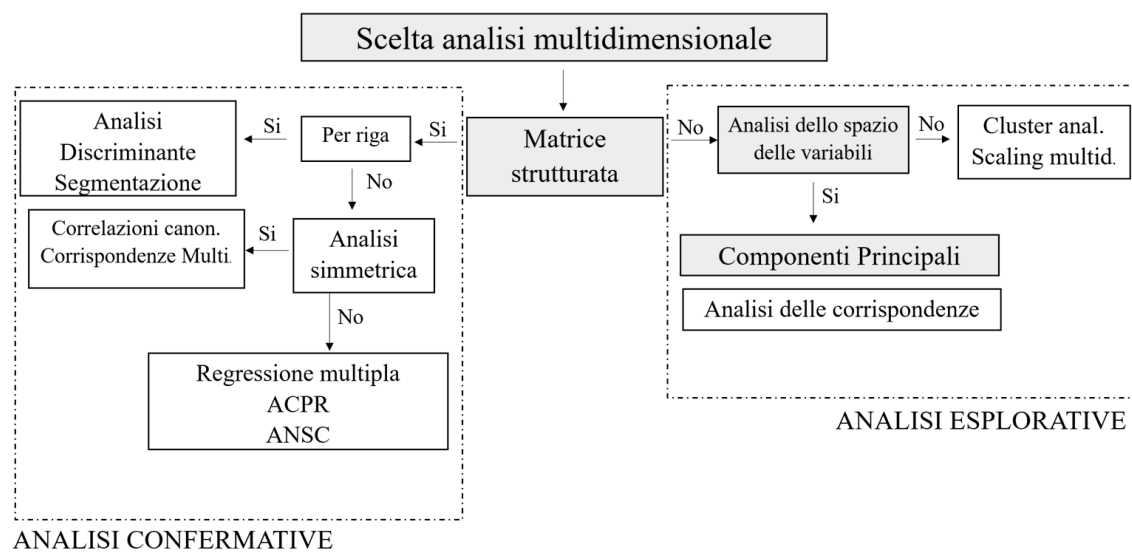 Scelta analisi multidimensionale
Analisi
Discriminante
Segmentazione
Si
Per riga
Si
Matrice
strutturata
No
Analisi dello spazio
delle variabili
No
Cluster anal.
Scaling multid.
No
Si
Correlazioni canon.
Corrispondenze Multi.
Si
Analisi
simmetrica
Componenti Principali
Analisi delle corrispondenze
No
Regressione multipla
ACPR
ANSC
ANALISI ESPLORATIVE
ANALISI CONFERMATIVE